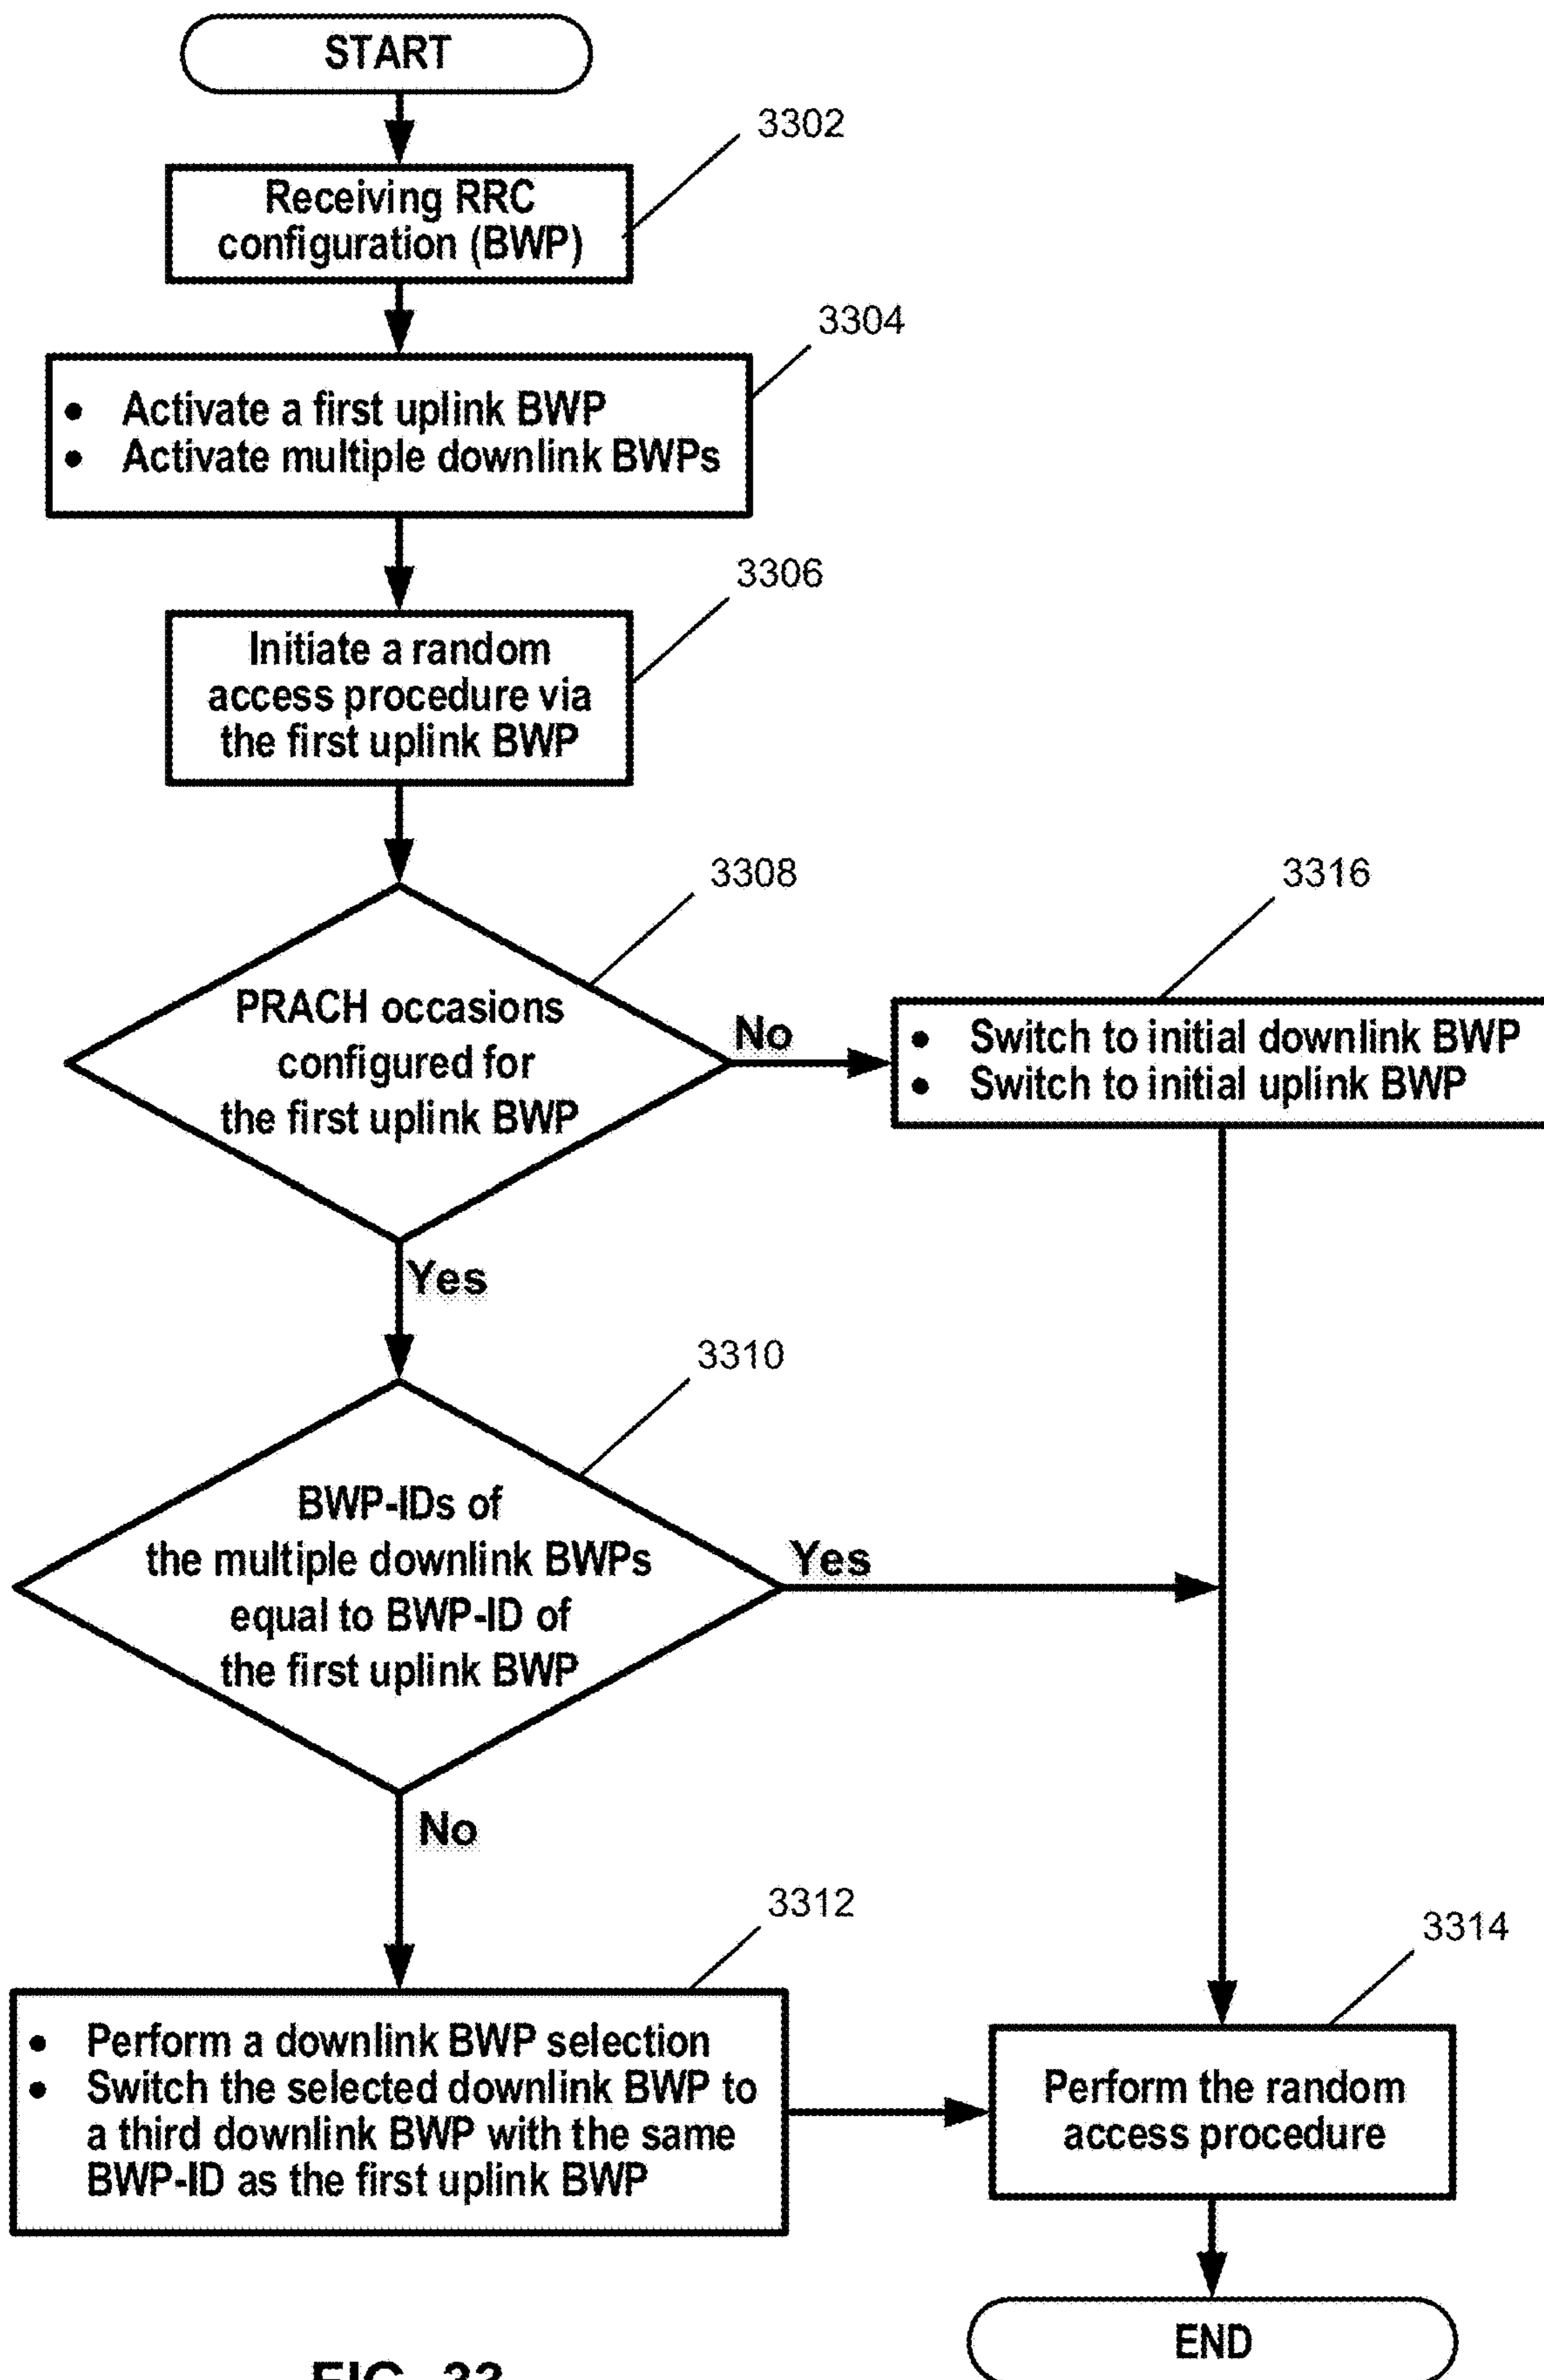 START
3302
Receiving RRC
configuration (BWP)
3304
• Activate a first uplink BWP
• Activate multiple downlink BWPs
3306
Initiate a random
access procedure via
the first uplink BWP
3308
PRACH occasions
configured for
the first uplink BWP
No
3316
• Switch to initial downlink BWP
• Switch to initial uplink BWP
Yes
3310
BWP-IDs of
the multiple downlink BWPs
equal to BWP-ID of
the first uplink BWP
Yes
No
3312
• Perform a downlink BWP selection
• Switch the selected downlink BWP to
a third downlink BWP with the same
BWP-ID as the first uplink BWP
3314
Perform the random
access procedure
END
FIG. 33